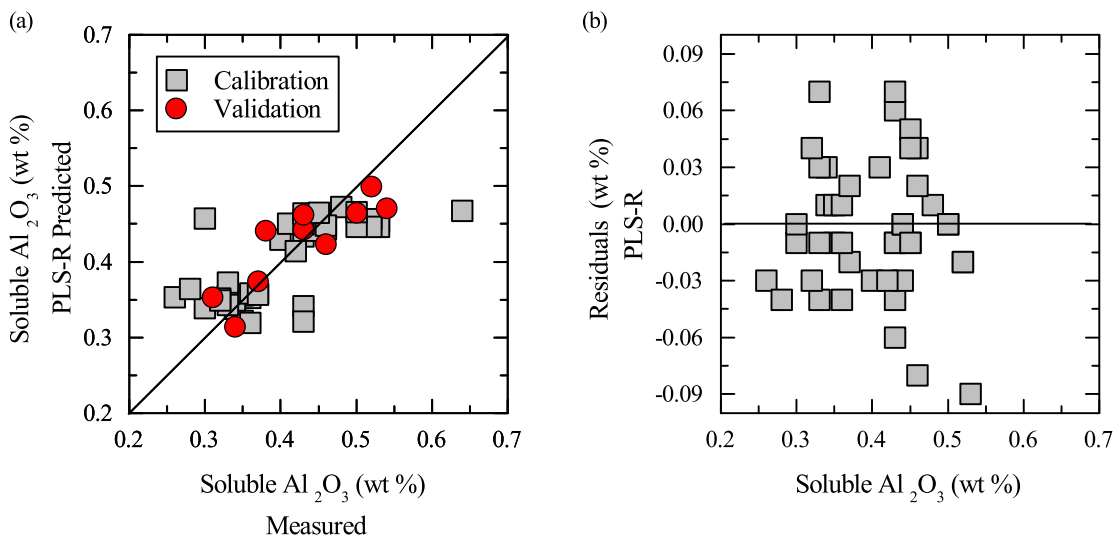 (a)
0.7
0.6
0.5
0.4
0.3
0.2
0.2 0.3 0.4 0.5 0.6 0.7
Soluble Al2O3 (wt %)
PLS-R Predicted
Calibration
Validation
Soluble Al2O3 (wt %)
Measured
(b)
0.09
0.06
0.03
0.00
-0.03
-0.06
-0.09
0.2 0.3 0.4 0.5 0.6 0.7
Residuals (wt %)
PLS-R
Soluble Al2O3 (wt %)